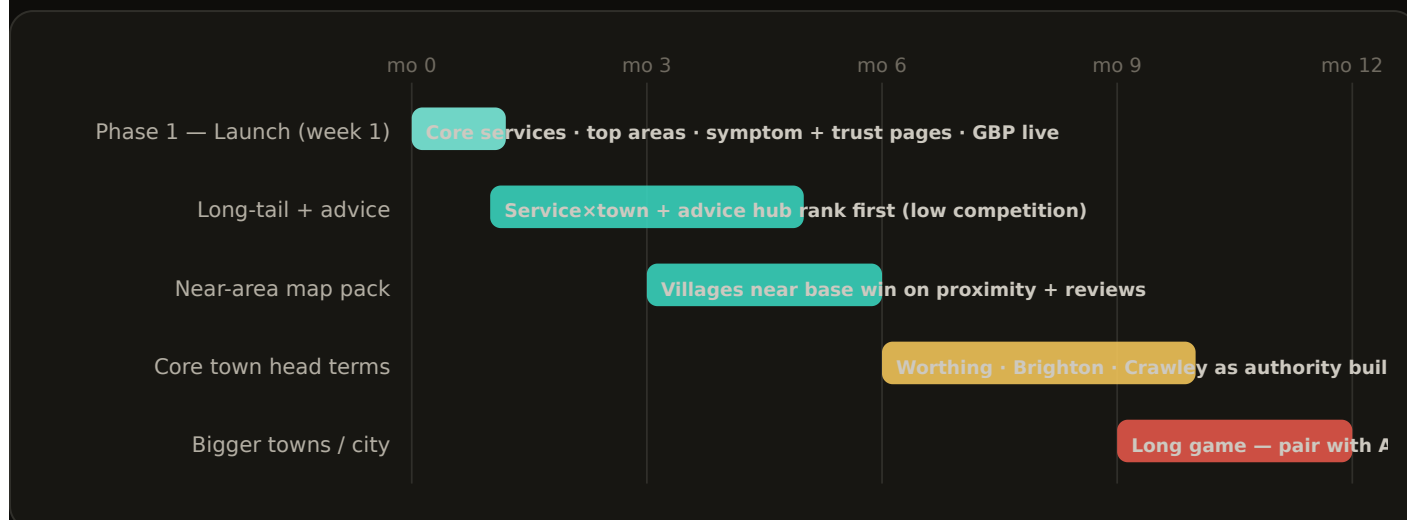 mo 0 mo 3 mo 6 mo 9 mo 12
Phase 1 — Launch (week 1) Core services · top areas · symptom + trust pages · GBP live
Long-tail + advice Service×town + advice hub rank first (low competition)
Near-area map pack Villages near base win on proximity + reviews
Core town head terms Worthing · Brighton · Crawley as authority buil
Bigger towns / city Long game — pair with A